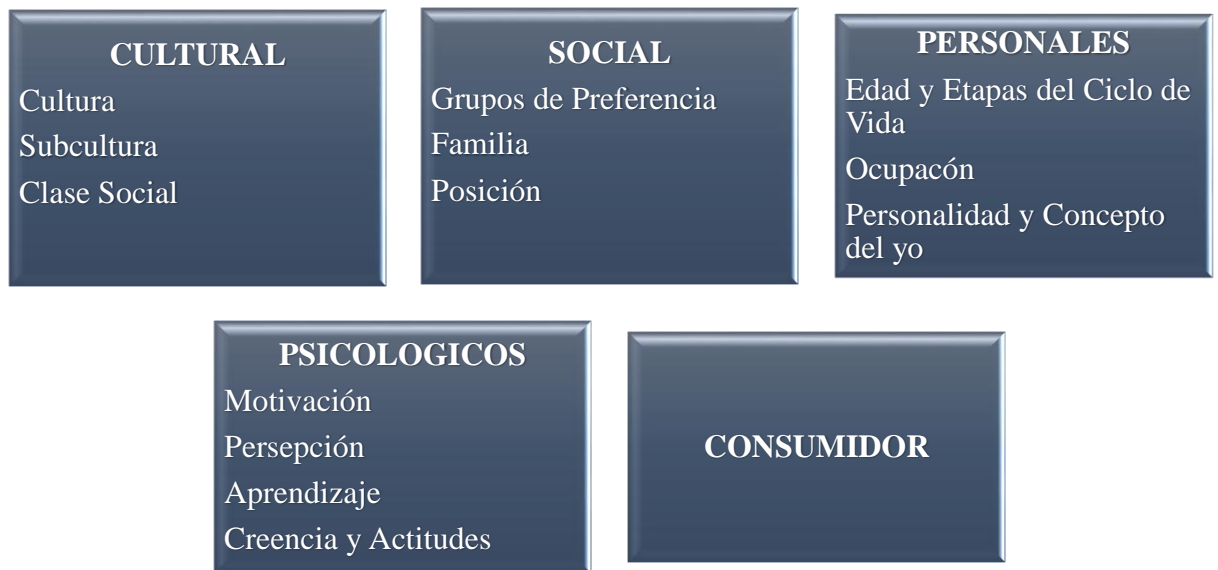 CULTURAL
Cultura
Subcultura
Clase Social
SOCIAL
Grupos de Preferencia
Familia
Posición
PERSONALES
Edad y Etapas del Ciclo de
Vida
Ocupacón
Personalidad y Concepto
del yo
PSICOLOGICOS
Motivación
Persepción
Aprendizaje
Creencia y Actitudes
CONSUMIDOR